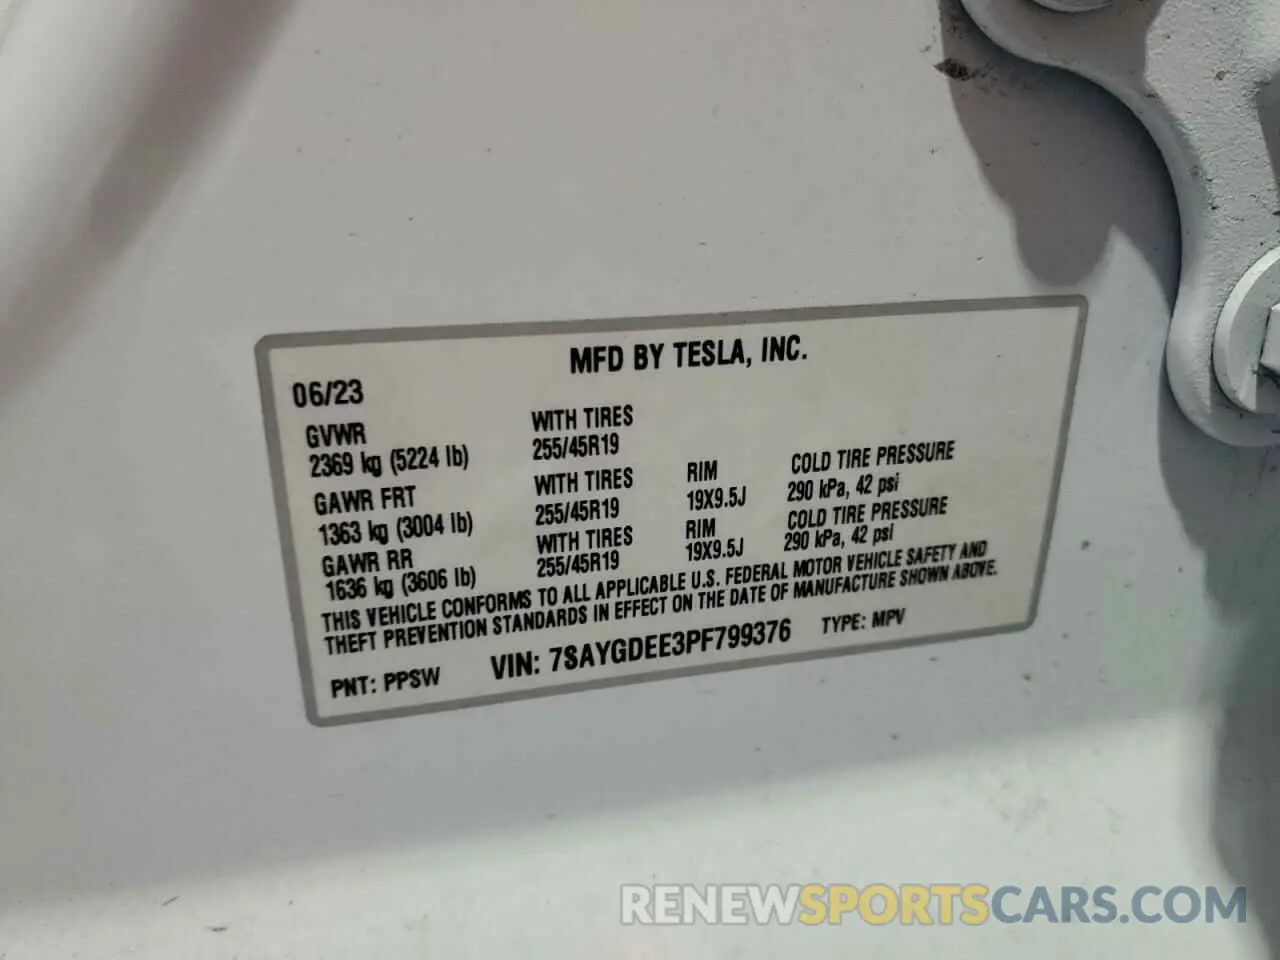 MFD BY TESLA, INC.
06/23
GVWR WITH TIRES
2369 kg (5224 lb) 255/45R19
GAWR FRT WITH TIRES RIM COLD TIRE PRESSURE
1363 kg (3004 lb) 255/45R19 19X9.5J 290 kPa, 42 psi
GAWR RR WITH TIRES RIM COLD TIRE PRESSURE
1636 kg (3606 lb) 255/45R19 19X9.5J 290 kPa, 42 psi
THIS VEHICLE CONFORMS TO ALL APPLICABLE U.S. FEDERAL MOTOR VEHICLE SAFETY AND
THEFT PREVENTION STANDARDS IN EFFECT ON THE DATE OF MANUFACTURE SHOWN ABOVE.
PNT: PPSW VIN: 7SAYGDEE3PF799376 TYPE: MPV
RENEWSPORTSCARS.COM